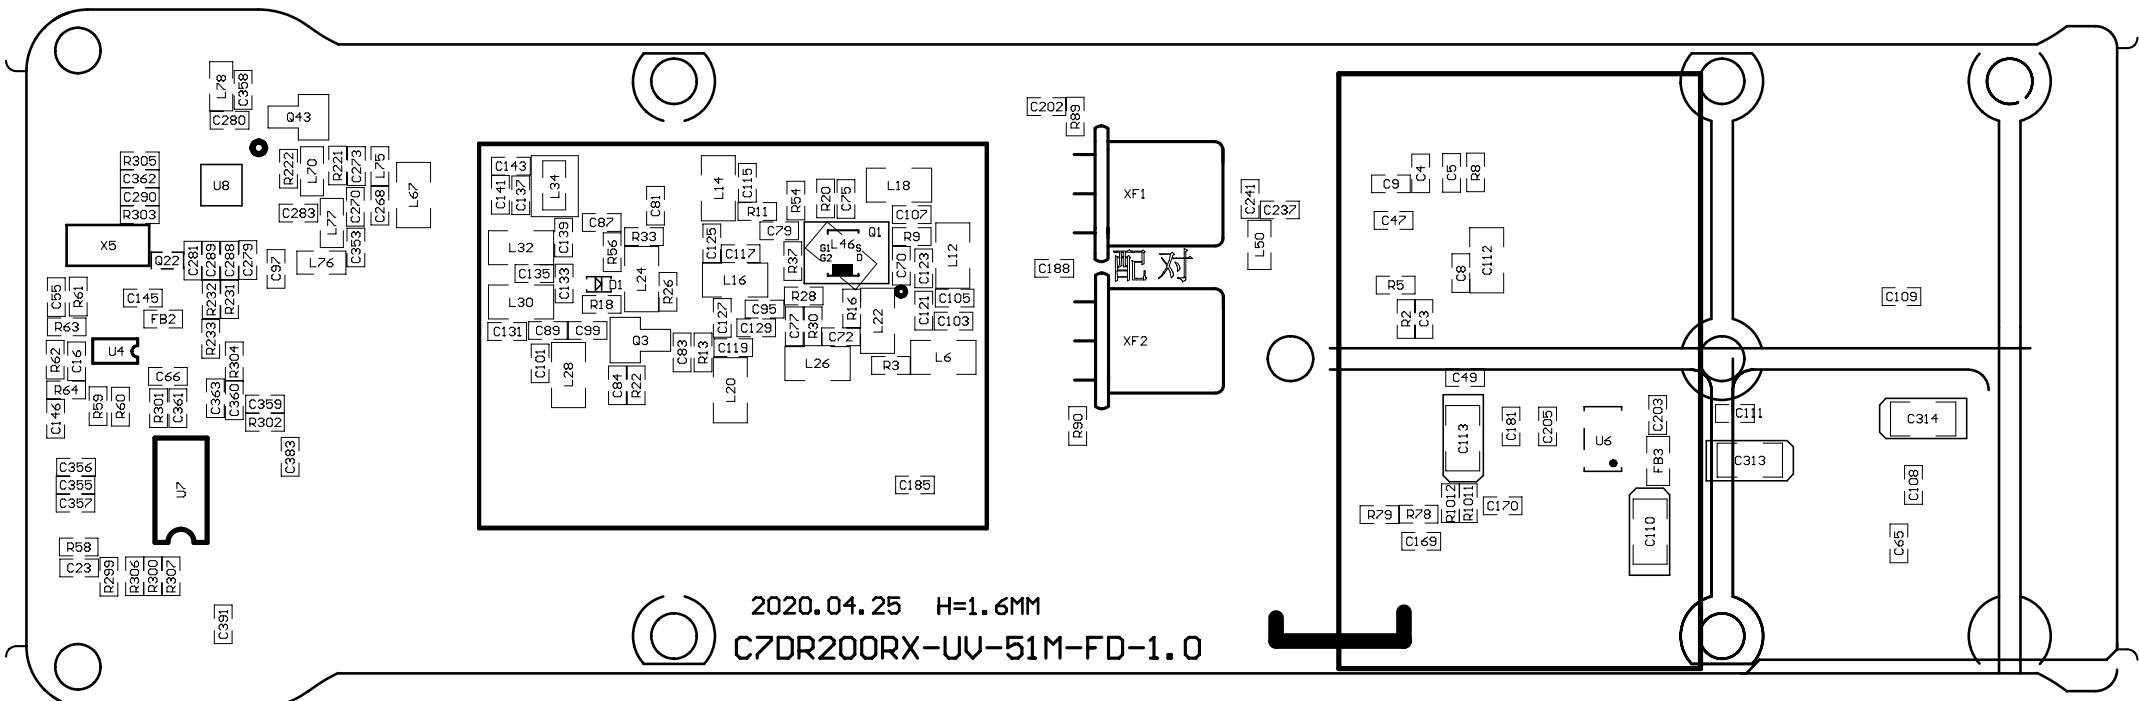 L78
C358
C280
Q43
R305
C362
C290
R303
U8
R222
L70
R221
C273
L75
C283
L77
C270
C268
L67
C353
L76
X5
Q22
C281
C289
C288
C279
C97
C55
R61
C145
R232
R231
R63
FB2
R233
U4
R62
C16
R304
R64
C66
C146
R59
R60
R301
C361
C363
C360
C359
R302
C383
C356
C355
C357
U7
R58
C23
R299
R306
R300
R307
C391
C143
C141
C137
L34
C139
L32
C135
C133
L30
C131
C89
C99
C101
L28
C87
R56
R33
C81
D1
L24
R26
R18
Q3
C84
R22
C83
R13
L14
C115
R11
C125
C117
L16
C127
C95
C129
C119
L20
R54
R20
C75
L18
C79
C107
Q1
R9
L12
R37
G1
L46
S
G2
D
C70
C123
R28
R16
C105
C77
R30
C72
L22
C121
C103
L26
R3
L6
C185
C202
R89
XF1
C241
C237
L50
C188
配对
XF2
R90
C9
C4
C5
R8
C47
C8
C112
R5
R2
C3
C49
C113
C181
C205
U6
C203
FB3
C111
C313
C314
C109
C108
C65
R1012
R1011
C170
R79
R78
C169
C110
2020.04.25 H=1.6MM
C7DR200RX-UV-51M-FD-1.0